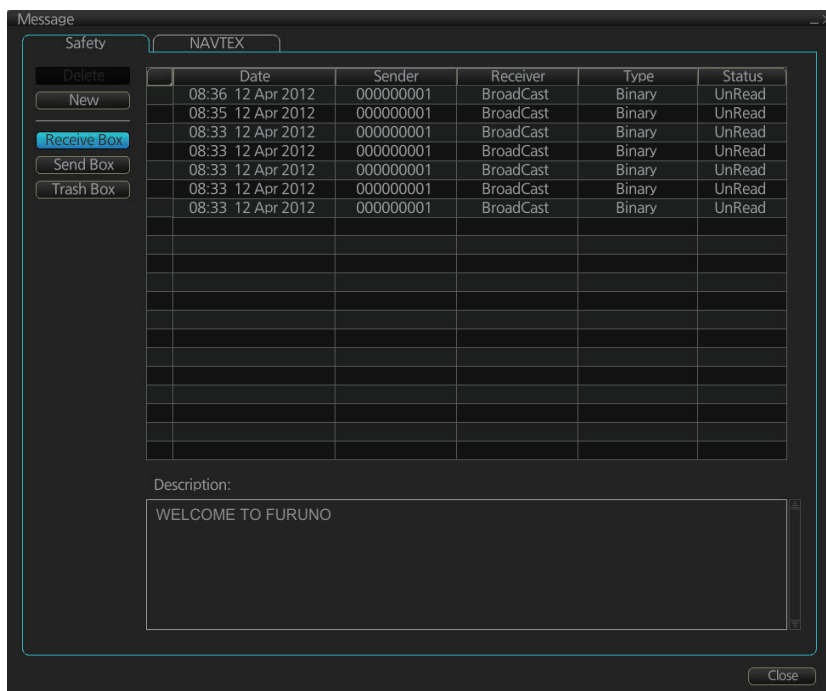 Message
Safety NAVTEX
Delete
New
Receive Box
Send Box
Trash Box
Date Sender Receiver Type Status
08:36 12 Apr 2012 000000001 BroadCast Binary UnRead
08:35 12 Apr 2012 000000001 BroadCast Binary UnRead
08:33 12 Apr 2012 000000001 BroadCast Binary UnRead
08:33 12 Apr 2012 000000001 BroadCast Binary UnRead
08:33 12 Apr 2012 000000001 BroadCast Binary UnRead
08:33 12 Apr 2012 000000001 BroadCast Binary UnRead
08:33 12 Apr 2012 000000001 BroadCast Binary UnRead
Description:
WELCOME TO FURUNO
Close